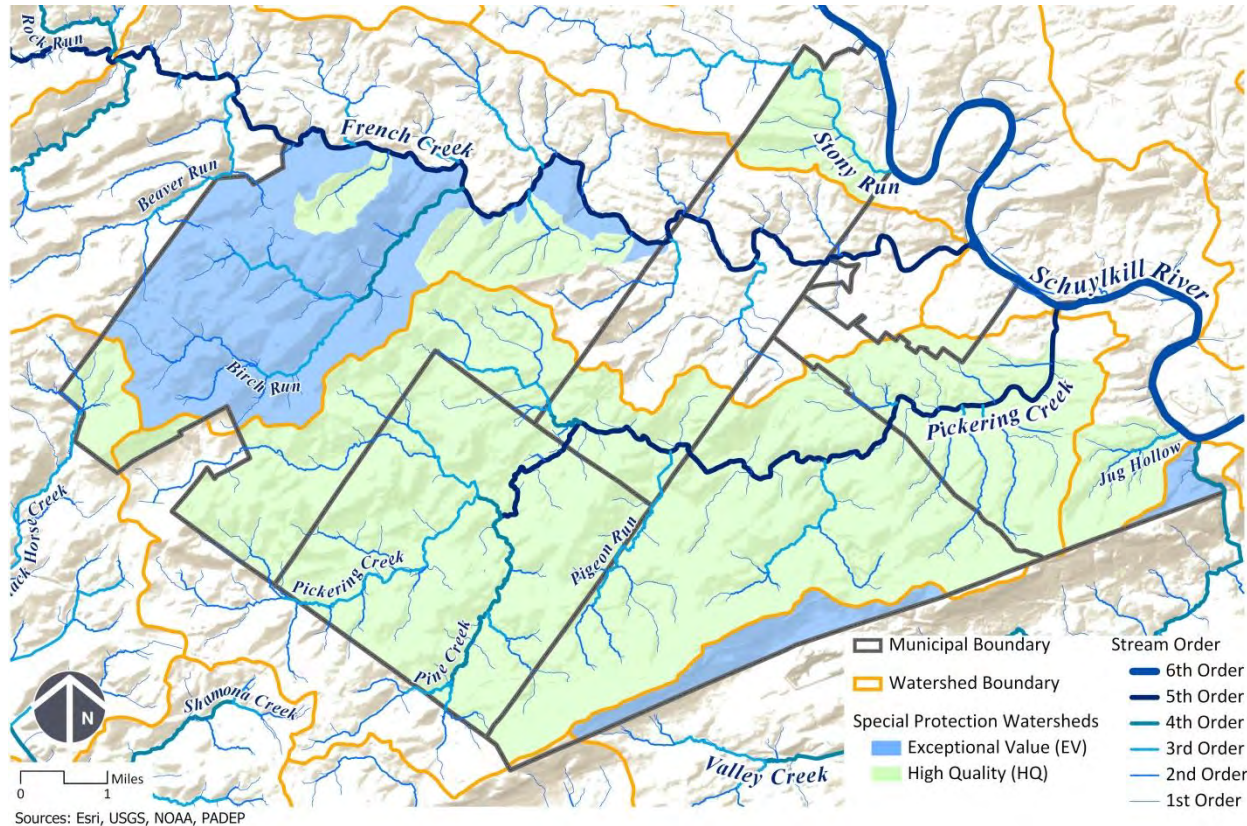 Rock Run
French Creek
Beaver Run
Stony Run
Schuylkill River
Birch Run
Pickering Creek
Jug Hollow
Horse Creek
Pigeon Run
Pickering Creek
Pine Creek
Shamona Creek
Valley Creek
N
Miles
0 1
Municipal Boundary
Watershed Boundary
Special Protection Watersheds
Exceptional Value (EV)
High Quality (HQ)
Stream Order
6th Order
5th Order
4th Order
3rd Order
2nd Order
1st Order
Sources: Esri, USGS, NOAA, PADEP